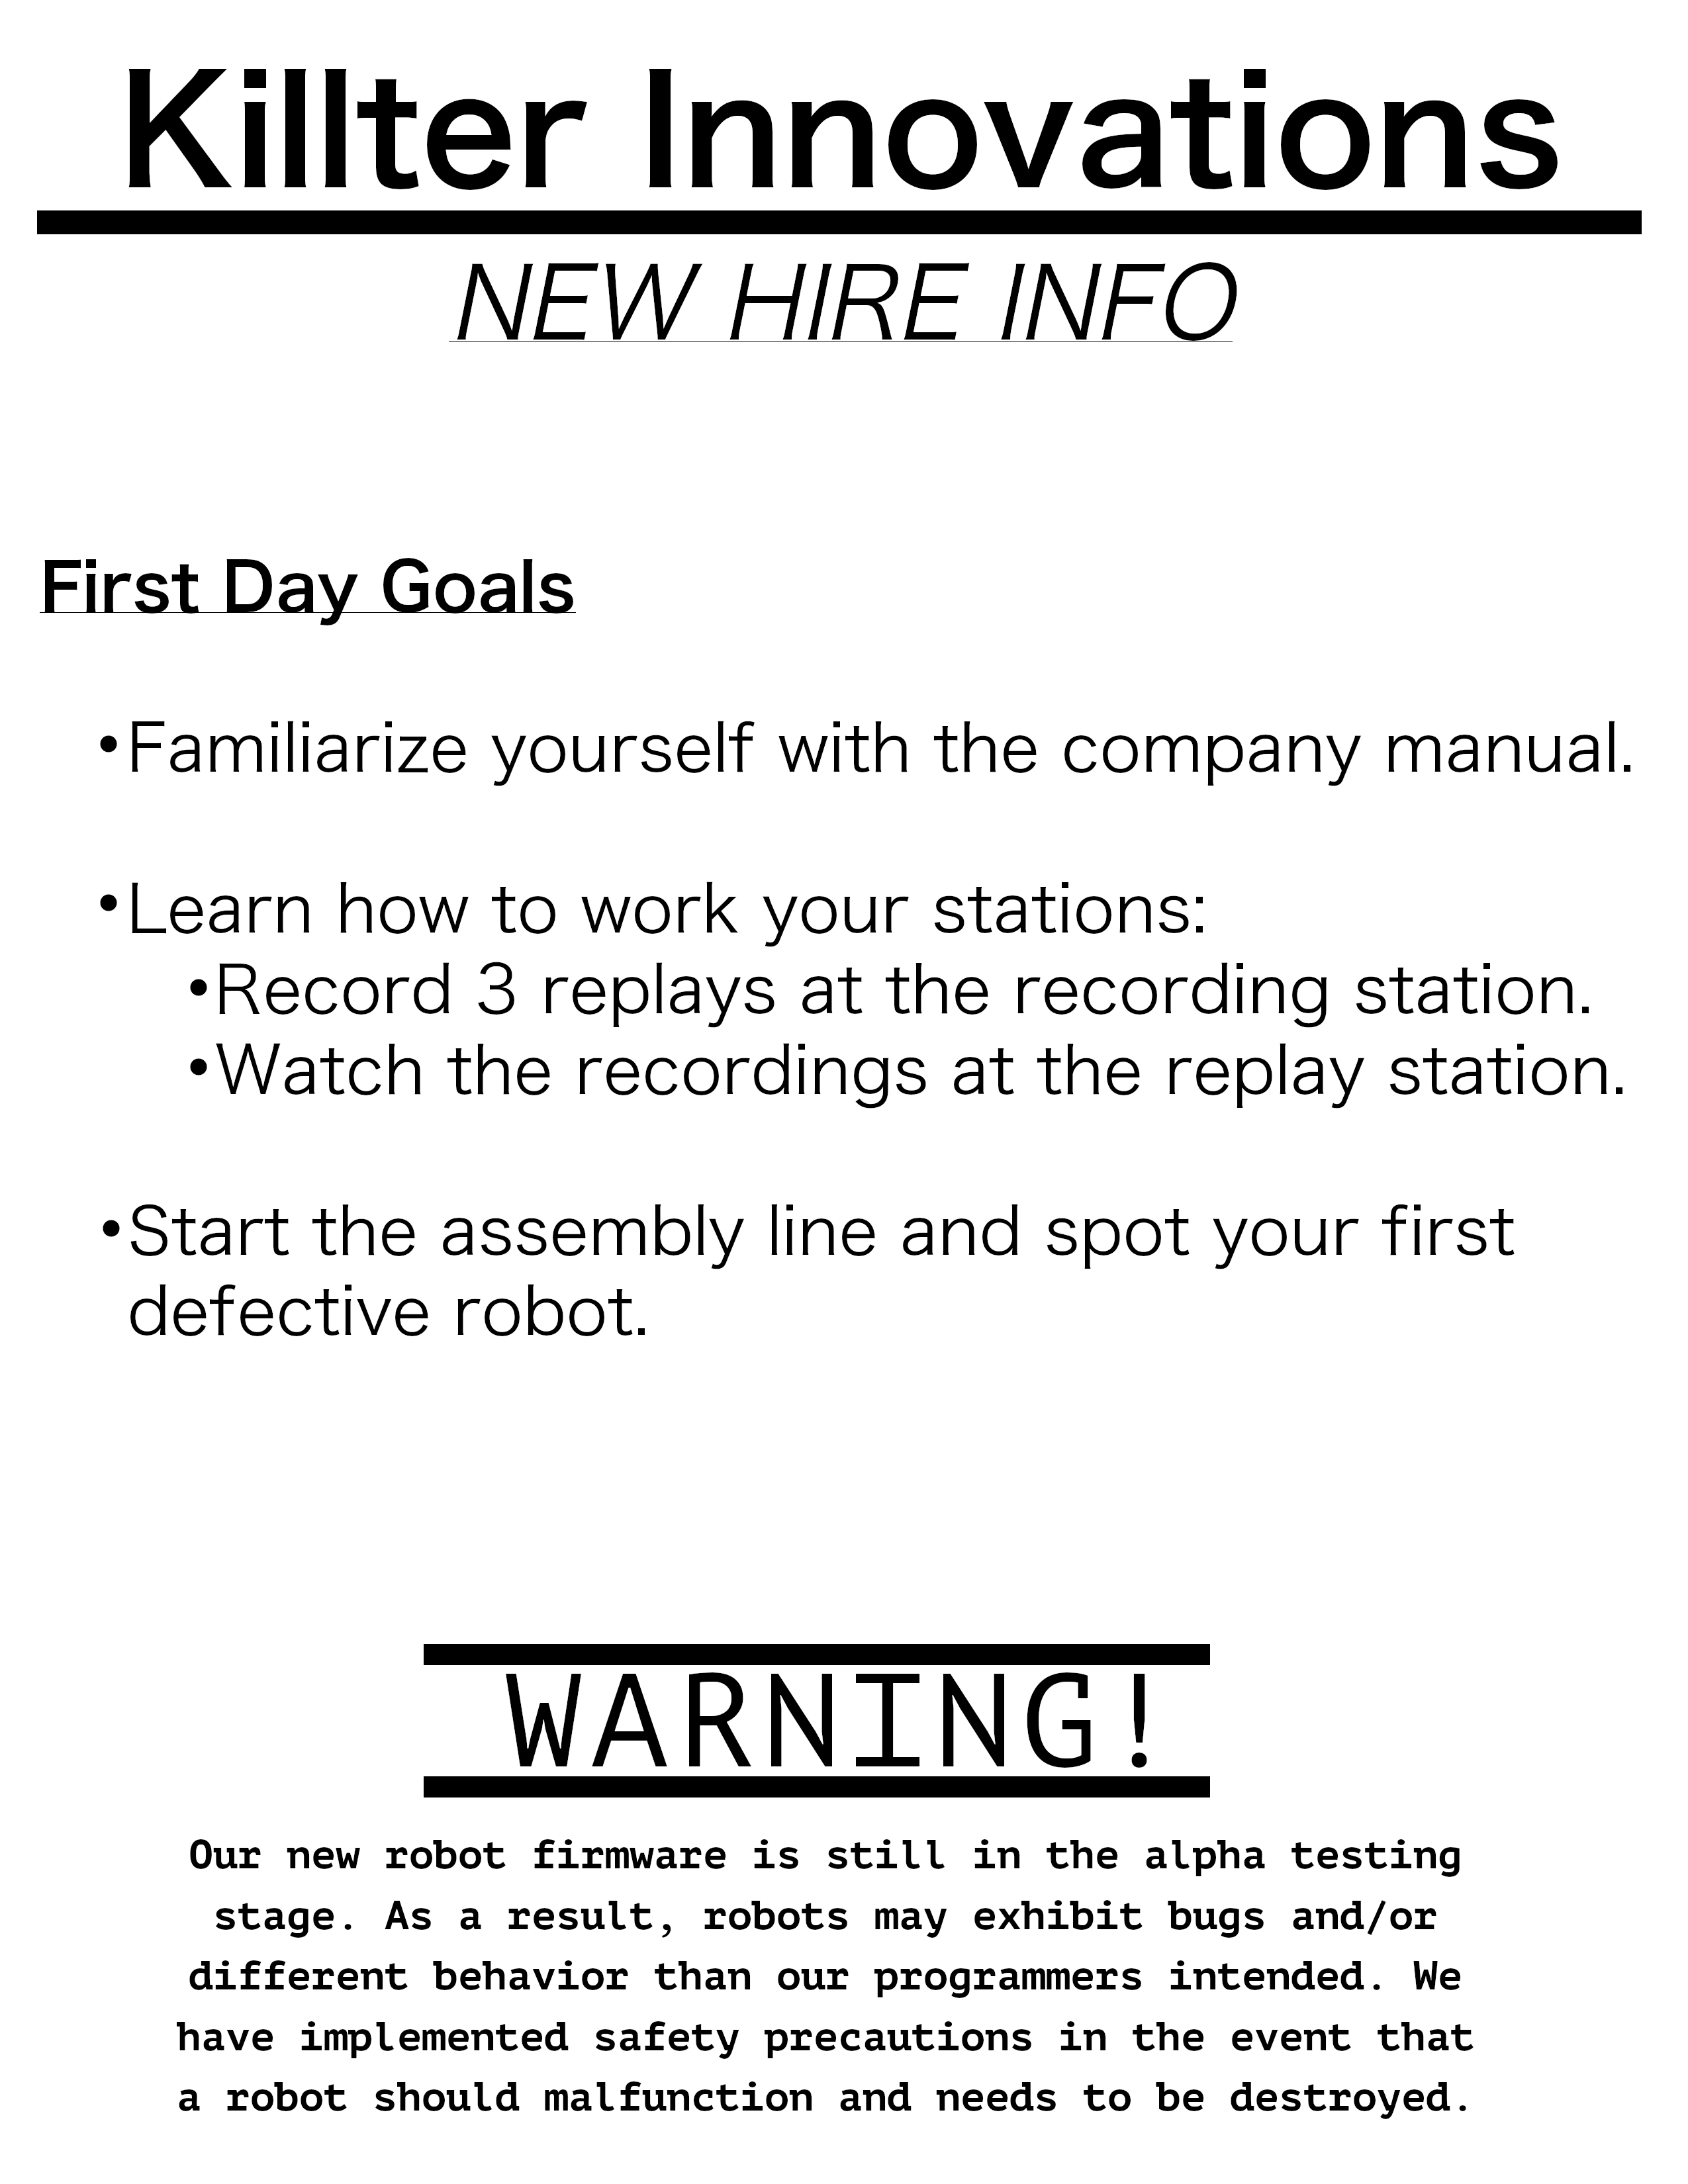 Killter Innovations
NEW HIRE INFO
First Day Goals
•Familiarize yourself with the company manual.
•Learn how to work your stations:
•Record 3 replays at the recording station.
•Watch the recordings at the replay station.
•Start the assembly line and spot your first
defective robot.
WARNING!
Our new robot firmware is still in the alpha testing
stage. As a result, robots may exhibit bugs and/or
different behavior than our programmers intended. We
have implemented safety precautions in the event that
a robot should malfunction and needs to be destroyed.